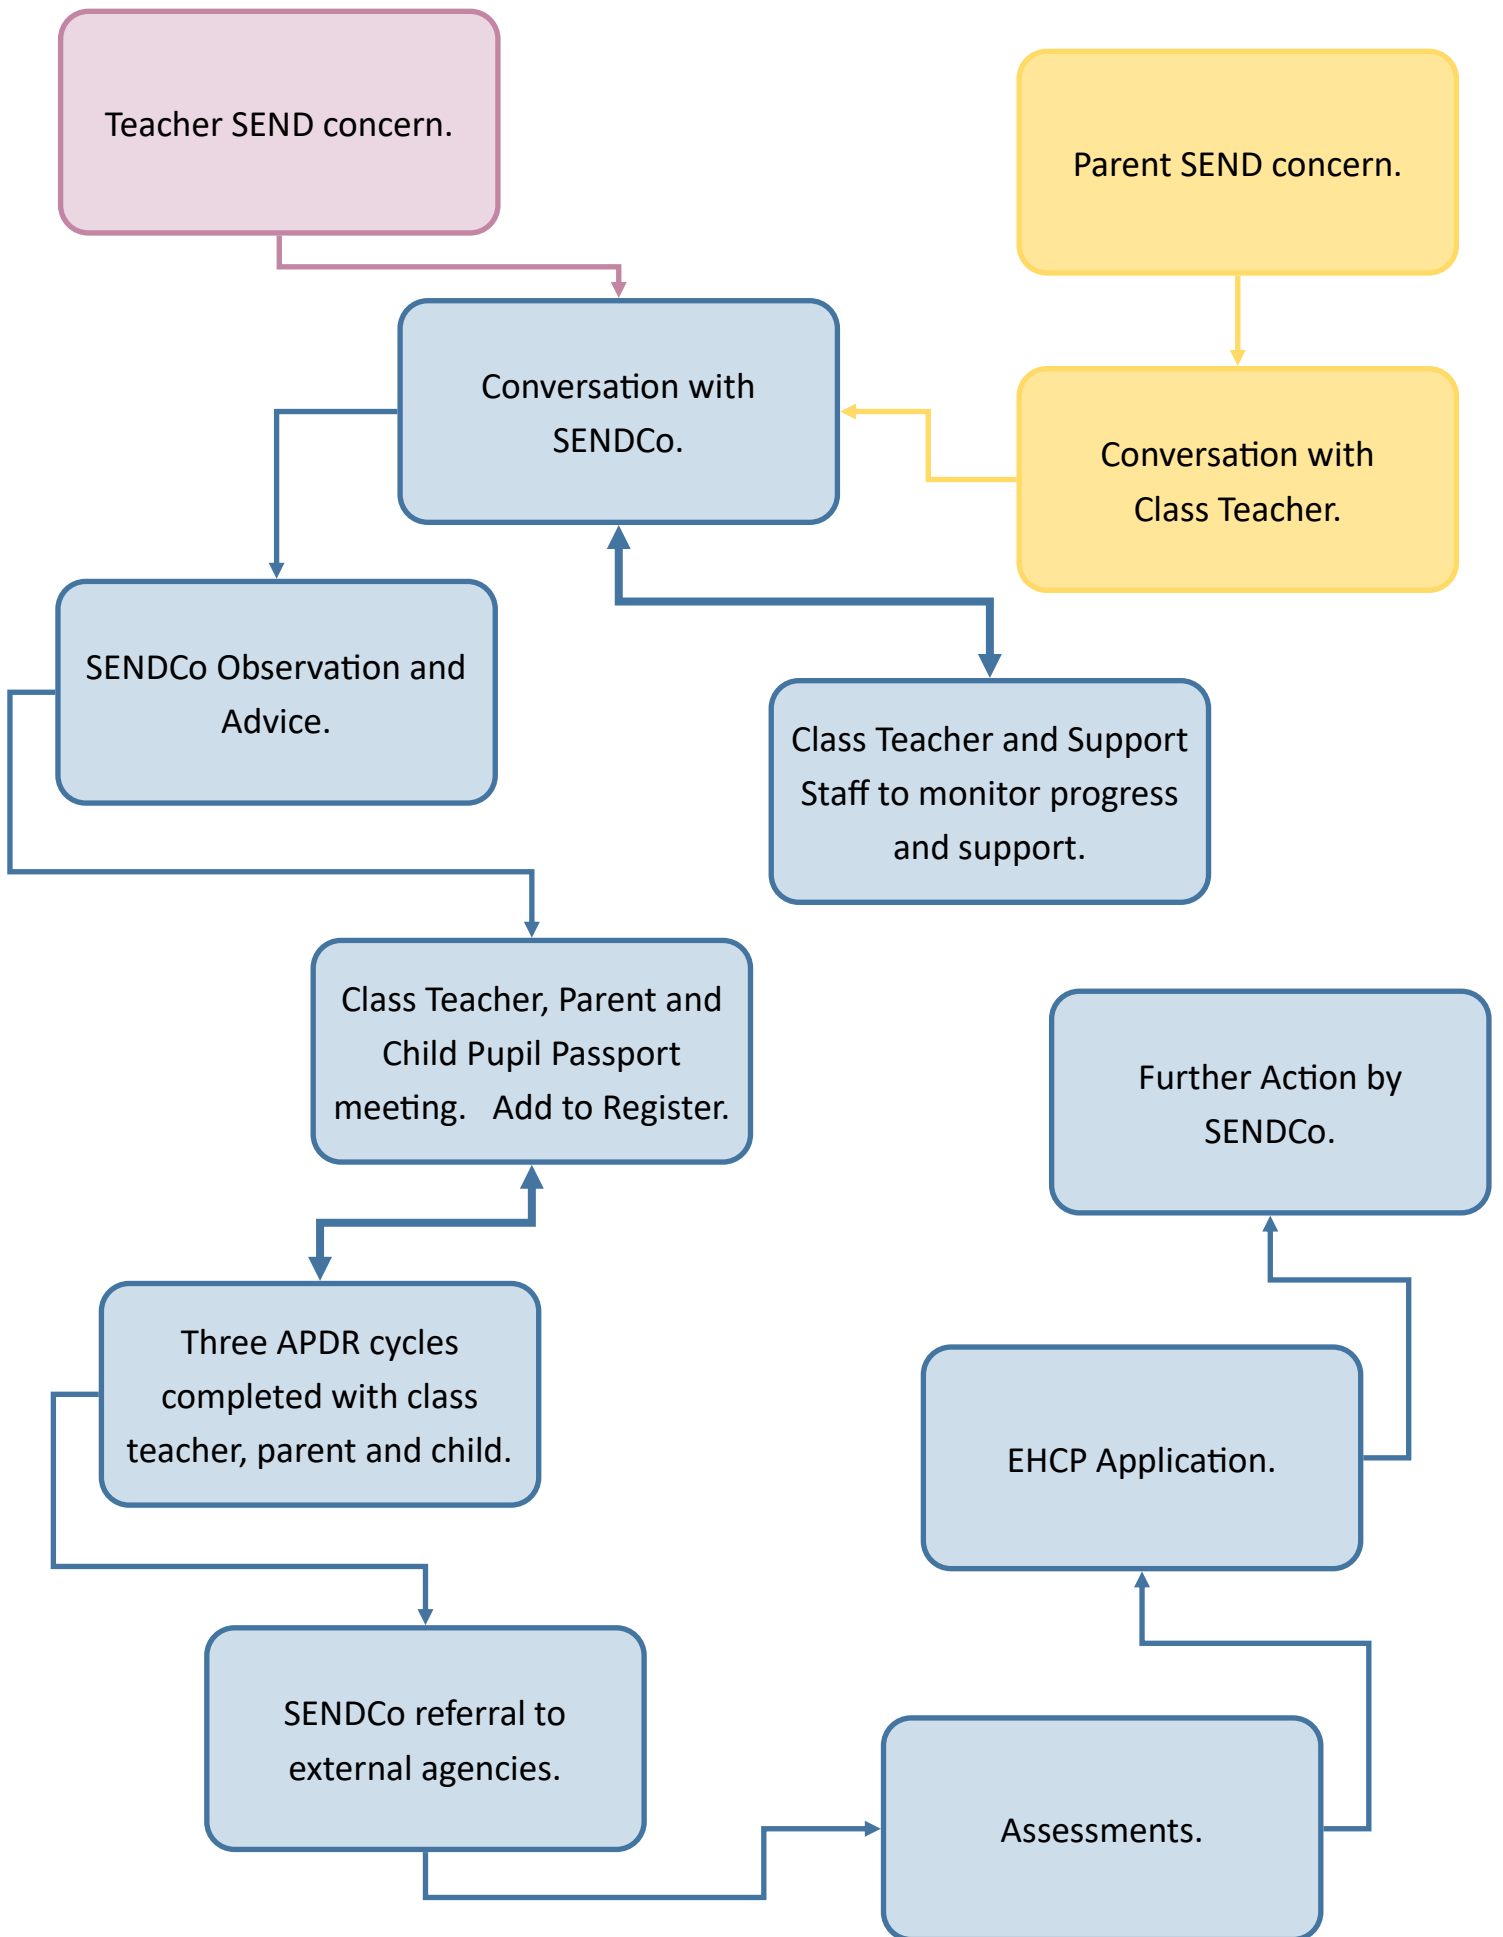 Teacher SEND concern.
Parent SEND concern.
Conversation with
SENDCo.
Conversation with
Class Teacher.
SENDCo Observation and
Advice.
Class Teacher and Support
Staff to monitor progress
and support.
Class Teacher, Parent and
Child Pupil Passport
meeting.   Add to Register.
Three APDR cycles
completed with class
teacher, parent and child.
SENDCo referral to
external agencies.
Assessments.
EHCP Application.
Further Action by
SENDCo.